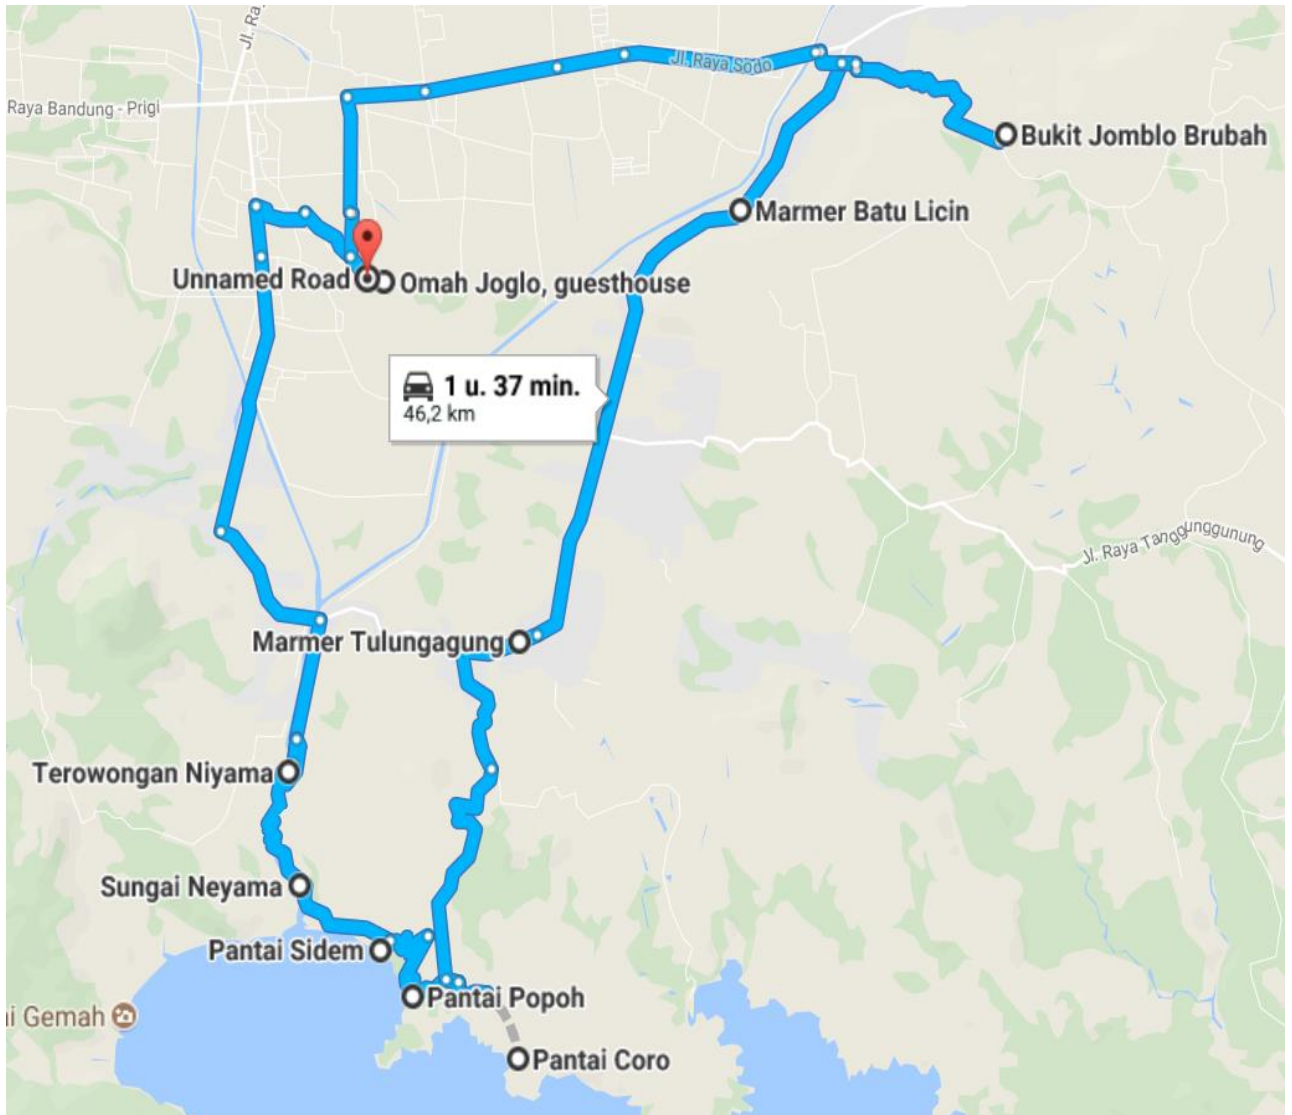 Jl. Ra
Jl. Raya Sodo
Raya Bandung - Prigi
Bukit Jomblo Brubah
Marmer Batu Licin
Unnamed Road
Omah Joglo, guesthouse
1 u. 37 min.
46,2 km
Jl. Raya Tanggunggunung
Marmer Tulungagung
Terowongan Niyama
Sungai Neyama
Pantai Sidem
Pantai Popoh
ai Gemah
Pantai Coro